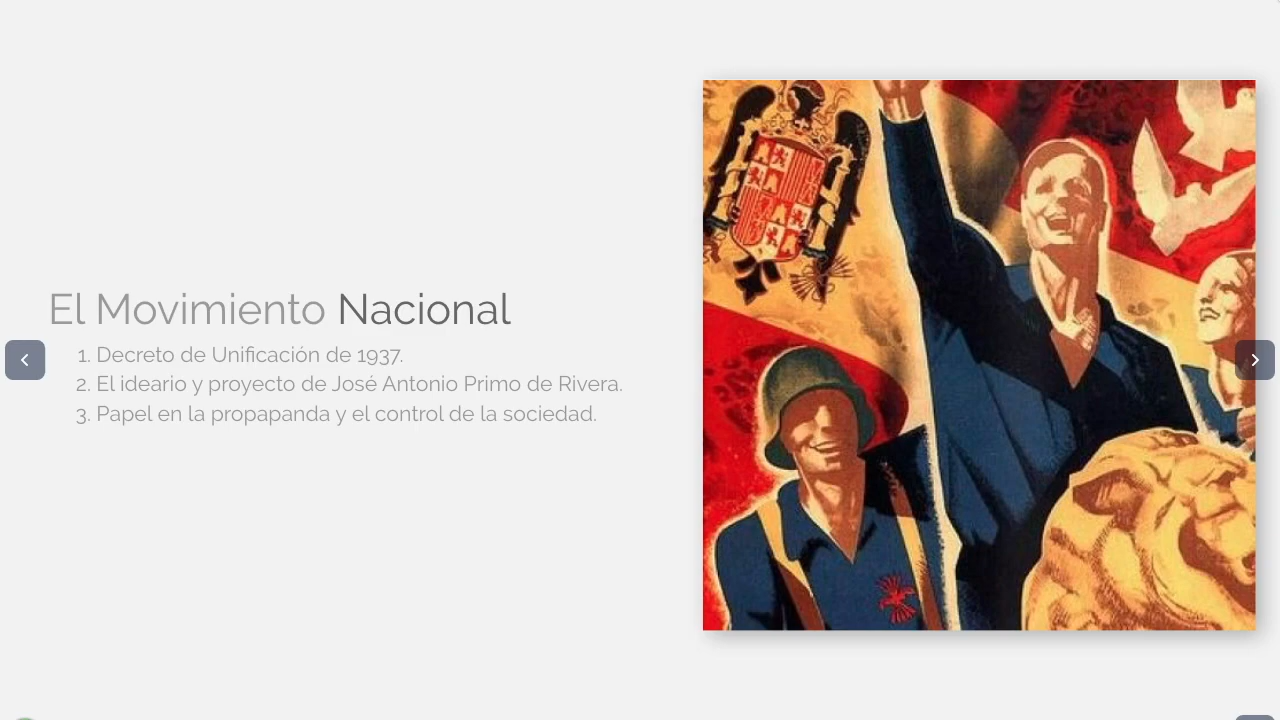 El Movimiento Nacional
1. Decreto de Unificación de 1937.
2. El ideario y proyecto de José Antonio Primo de Rivera.
3. Papel en la propapanda y el control de la sociedad.